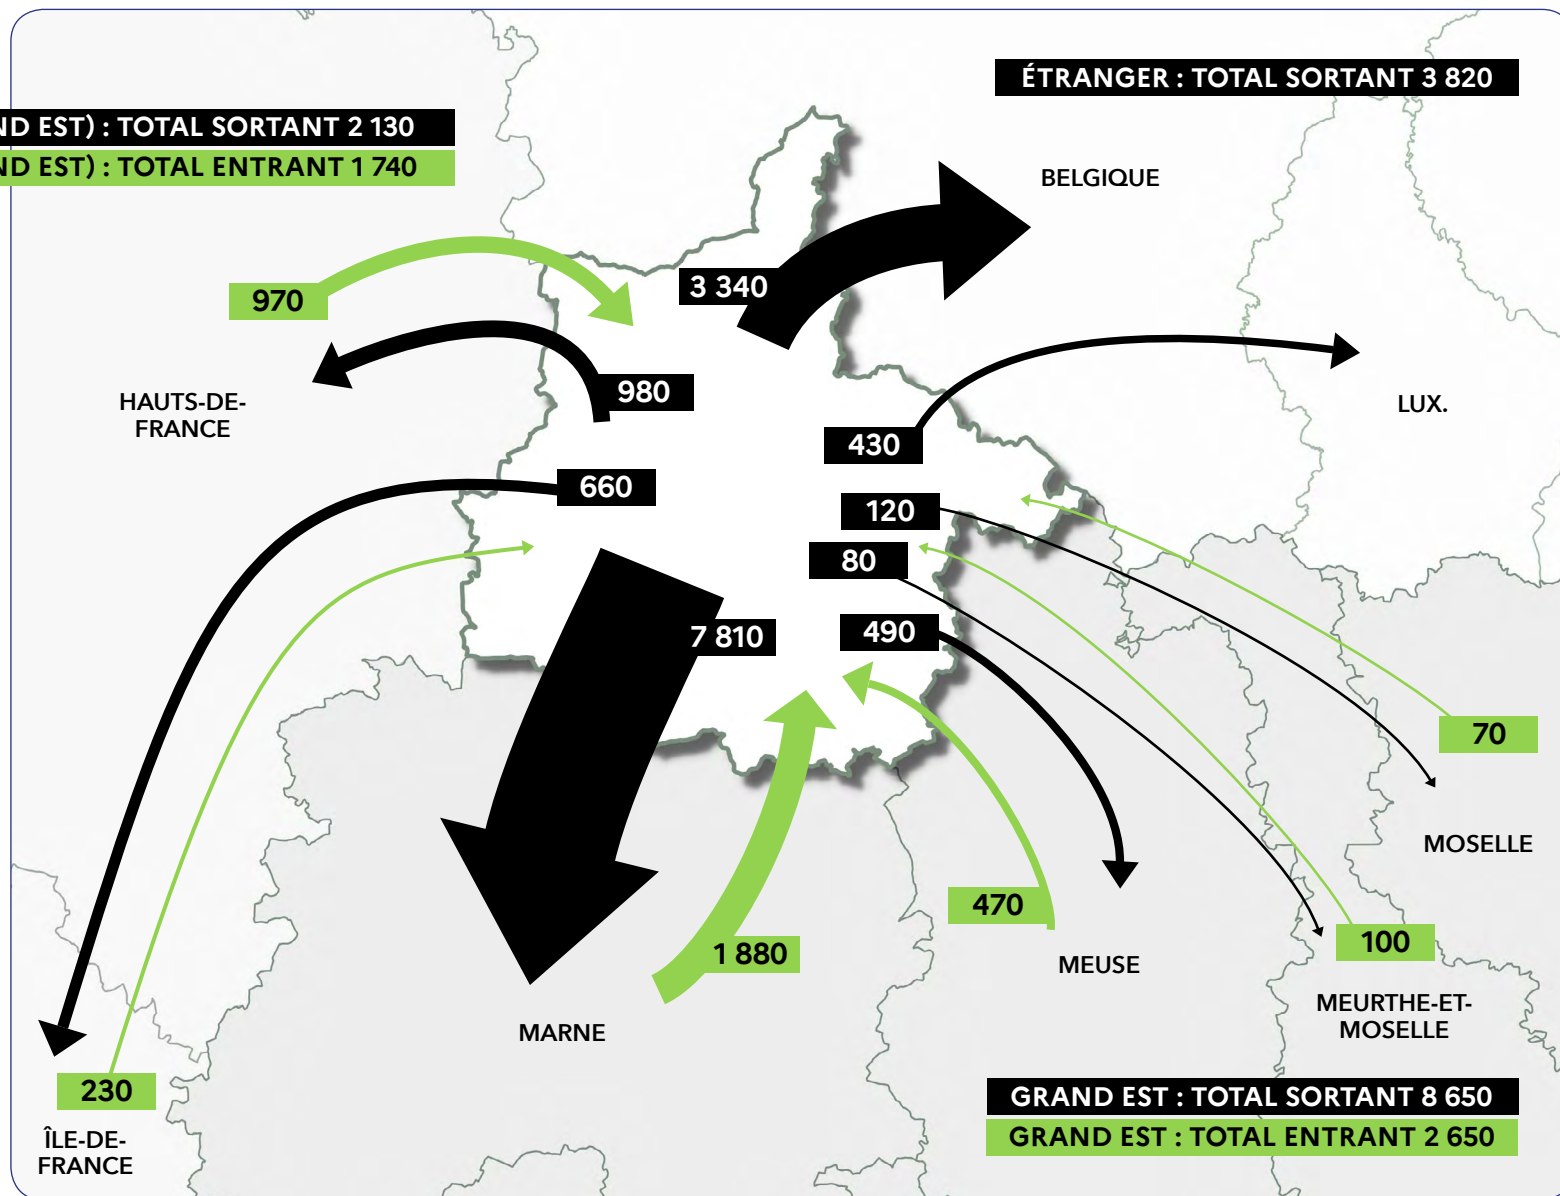 ÉTRANGER : TOTAL SORTANT 3 820
ND EST) : TOTAL SORTANT 2 130
ND EST) : TOTAL ENTRANT 1 740
BELGIQUE
3 340
970
980
HAUTS-DE-
FRANCE
LUX.
430
660
120
80
490
7 810
70
MOSELLE
470
100
1 880
MEUSE
MEURTHE-ET-
MOSELLE
MARNE
230
ÎLE-DE-
FRANCE
GRAND EST : TOTAL SORTANT 8 650
GRAND EST : TOTAL ENTRANT 2 650